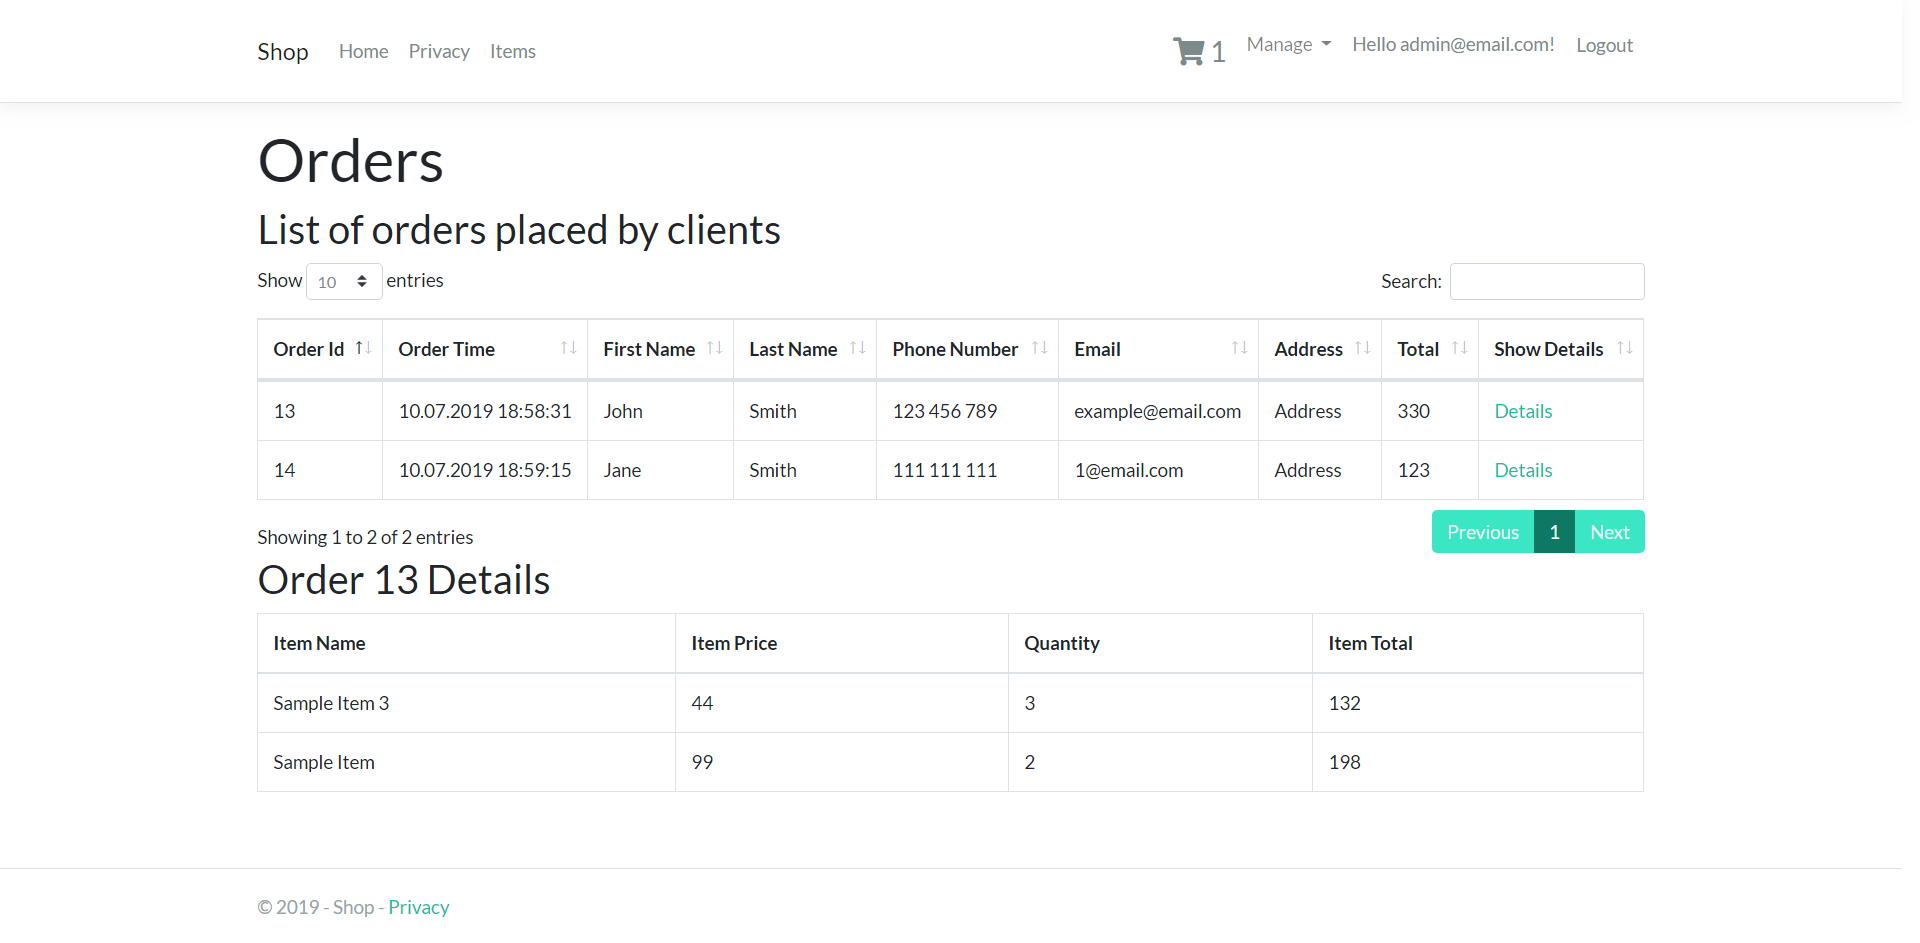 Shop Home Privacy Items 1 Manage Hello admin@email.com! Logout
Orders
List of orders placed by clients
Show 10 entries Search:
Order Id Order Time First Name Last Name Phone Number Email Address Total Show Details
13 10.07.2019 18:58:31 John Smith 123 456 789 example@email.com Address 330 Details
14 10.07.2019 18:59:15 Jane Smith 111 111 111 1@email.com Address 123 Details
Showing 1 to 2 of 2 entries Previous 1 Next
Order 13 Details
Item Name Item Price Quantity Item Total
Sample Item 3 44 3 132
Sample Item 99 2 198
© 2019 - Shop - Privacy